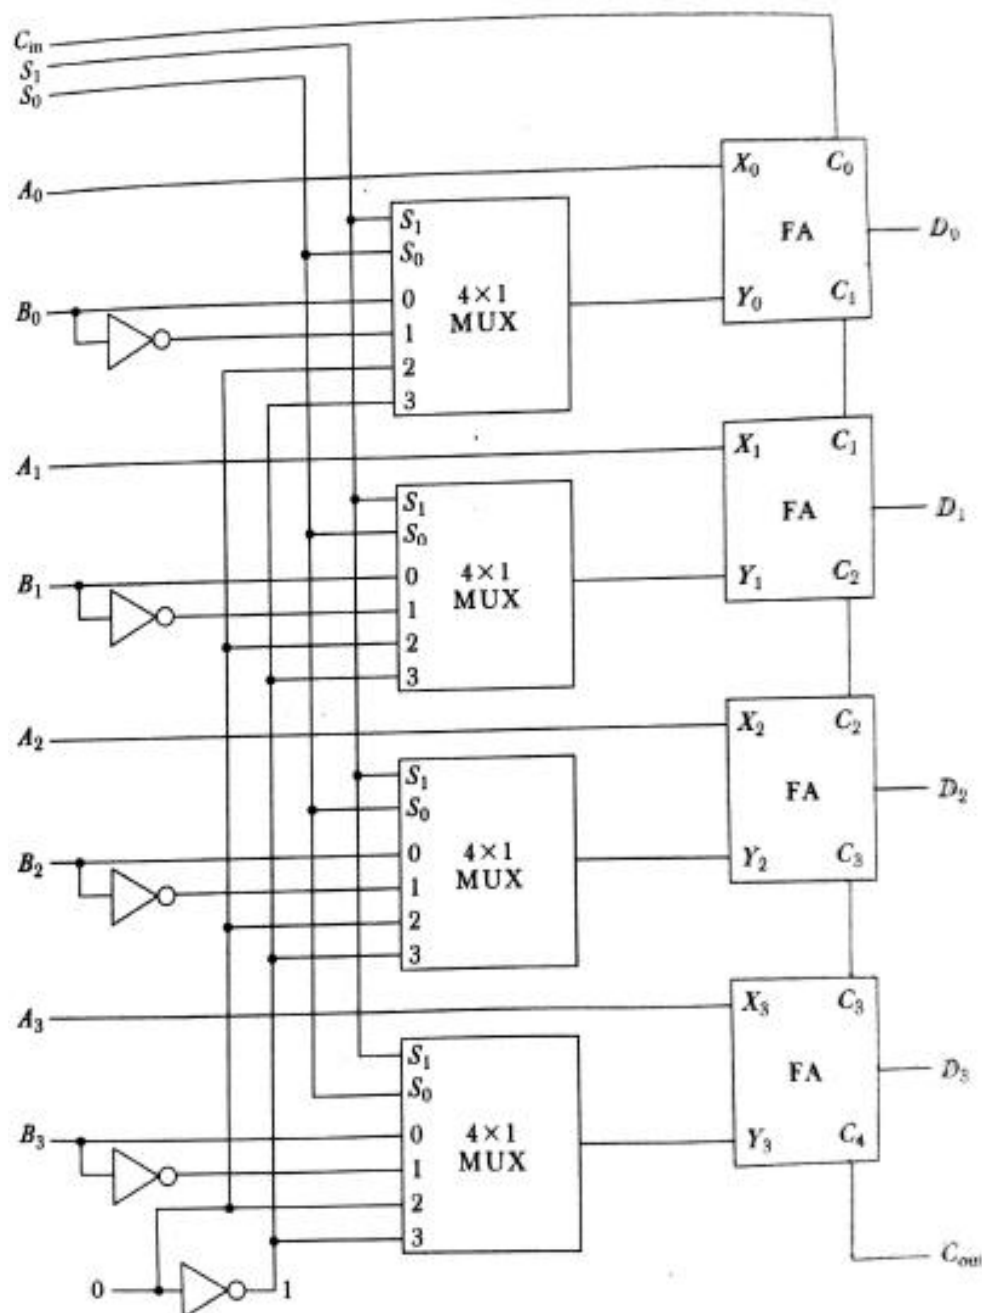 C_in
S_1
S_0
A_0
X_0 C_0
S_1
S_0
FA
D_0
B_0
0
1
2
3
4×1
MUX
Y_0 C_1
A_1
X_1 C_1
S_1
S_0
FA
D_1
B_1
0
1
2
3
4×1
MUX
Y_1 C_2
A_2
X_2 C_2
S_1
S_0
FA
D_2
B_2
0
1
2
3
4×1
MUX
Y_2 C_3
A_3
X_3 C_3
S_1
S_0
FA
D_3
B_3
0
1
2
3
4×1
MUX
Y_3 C_4
C_out
0
1